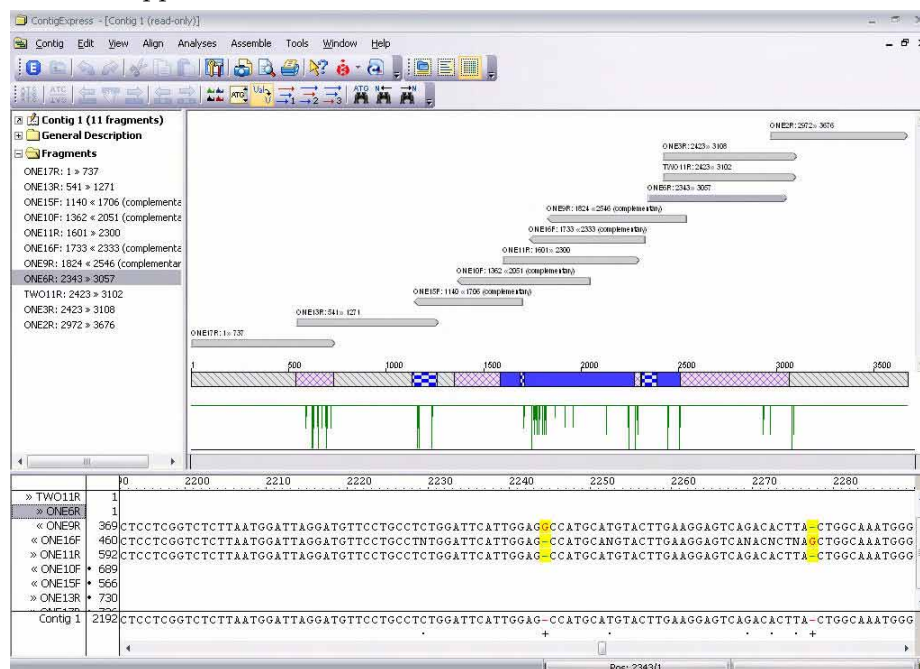 ContigExpress - [Contig 1 (read-only)]
Contig Edit View Align Analyses Assemble Tools Window Help
Contig 1 (11 fragments)
General Description
Fragments
ONE17R: 1 » 737
ONE13R: 541 » 1271
ONE15F: 1140 « 1706 (complementa
ONE10F: 1362 « 2051 (complementa
ONE11R: 1601 » 2300
ONE16F: 1733 « 2333 (complementa
ONE9R: 1824 « 2546 (complementar
ONE6R: 2343 » 3057
TWO11R: 2423 » 3102
ONE3R: 2423 » 3108
ONE2R: 2972 » 3676
ONE2R: 2972» 3676
ONE3R: 2423» 3108
TWO11R: 2423» 3102
ONE6R: 2343» 3057
ONE9R: 1824 «2546 (complementary)
ONE16F: 1733 «2333 (complementary)
ONE11R: 1601» 2300
ONE10F: 1362 «2051 (complementary)
ONE15F: 1140 «1706 (complementary)
ONE13R: 541» 1271
ONE17R: 1» 737
1 500 1000 1500 2000 2500 3000 3500
90 2200 2210 2220 2230 2240 2250 2260 2270 2280
» TWO11R 1
» ONE6R 1
« ONE9R 369 CTCCTCGGTCTCTTAATGGATTAGGATGTTCCTGCCTCTGGATTCATTGGAGGCCATGCATGTACTTGAAGGAGTCAGACACTTA-CTGGCAAATGGG
« ONE16F 460 CTCCTCGGTCTCTTAATGGATTAGGATGTTCCTGCCTNTGGATTCATTGGAG-CCATGCANGTACTTGAAGGAGTCANACNCTNAGCTGGCAAATGGG
» ONE11R 592 CTCCTCGGTCTCTTAATGGATTAGGATGTTCCTGCCTCTGGATTCATTGGAG-CCATGCATGTACTTGAAGGAGTCAGACACTTA-CTGGCAAATGGG
« ONE10F • 689
« ONE15F • 566
» ONE13R • 730
Contig 1 2192 CTCCTCGGTCTCTTAATGGATTAGGATGTTCCTGCCTCTGGATTCATTGGAG-CCATGCATGTACTTGAAGGAGTCAGACACTTA-CTGGCAAATGGG
Pos: 2343/1